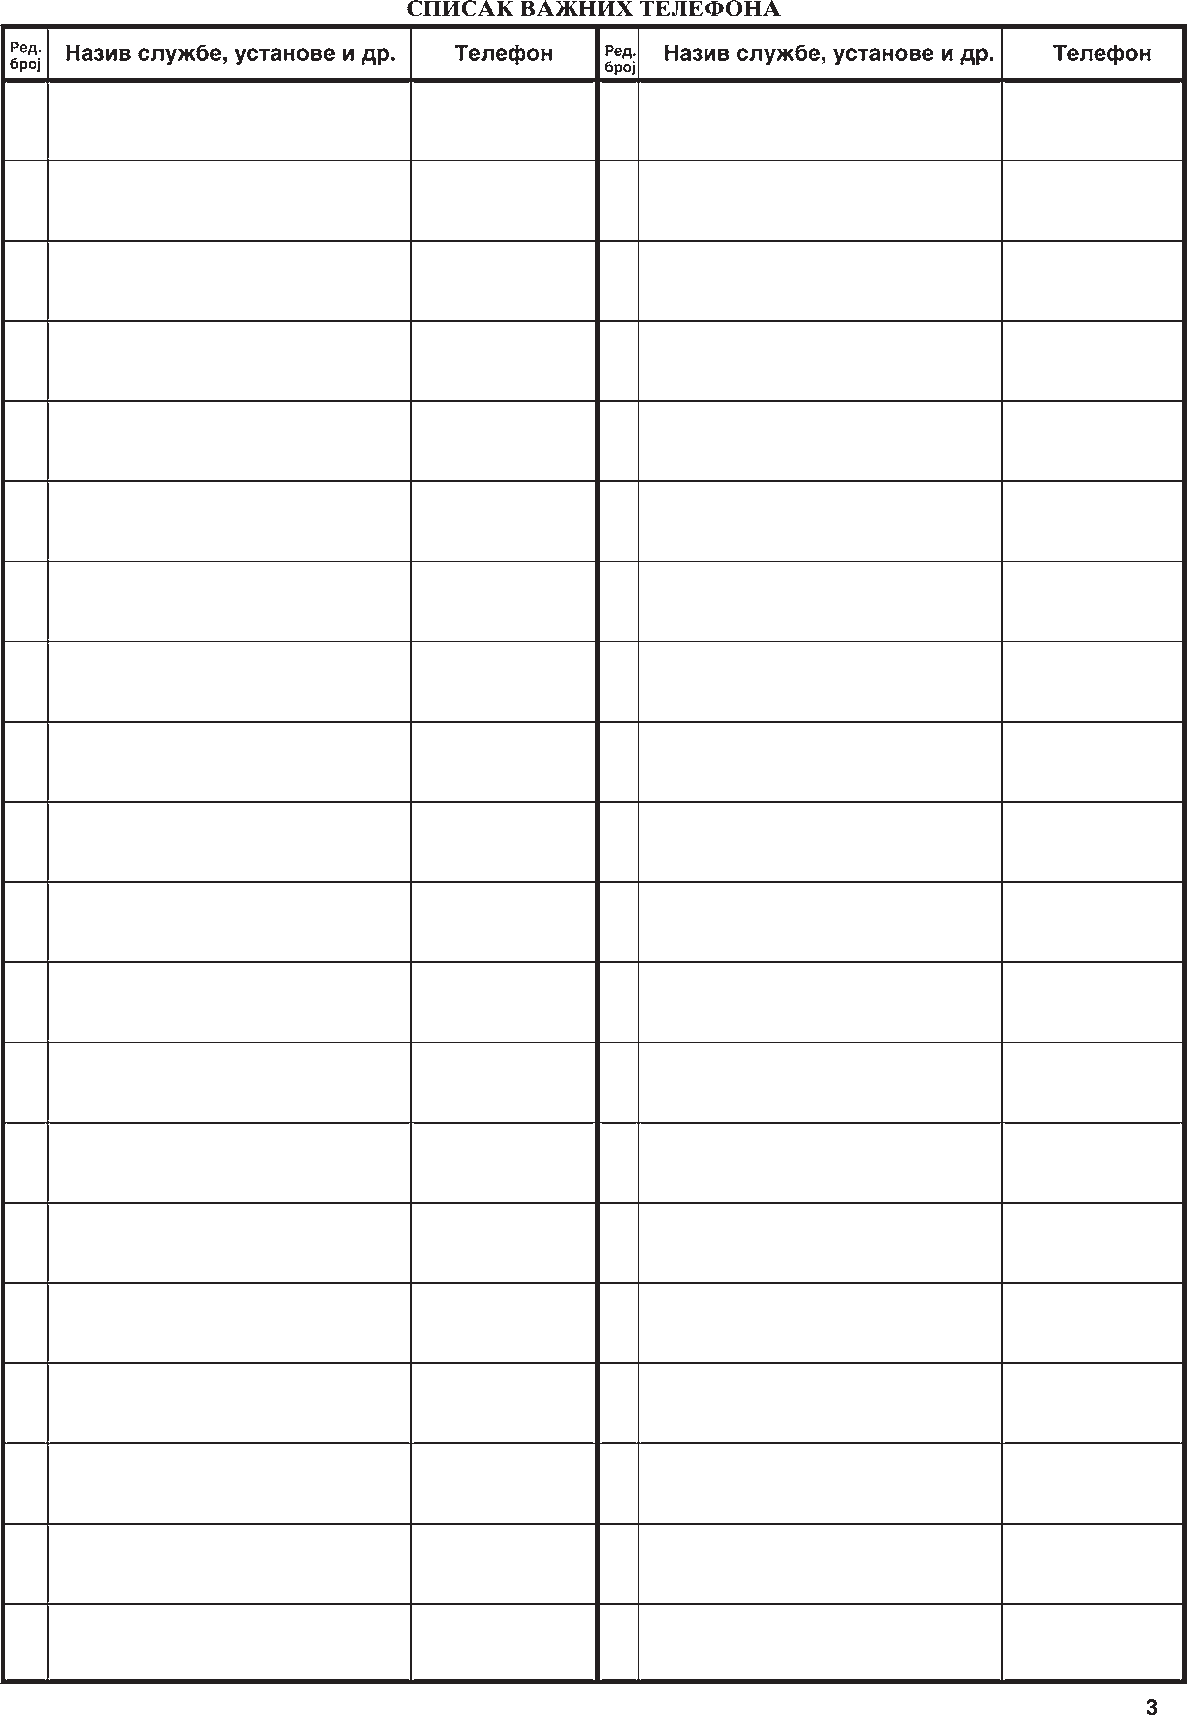 СПИСАК ВАЖНИХ ТЕЛЕФОНА
Ред. број Назив службе, установе и др. Телефон Ред. број Назив службе, установе и др. Телефон
3